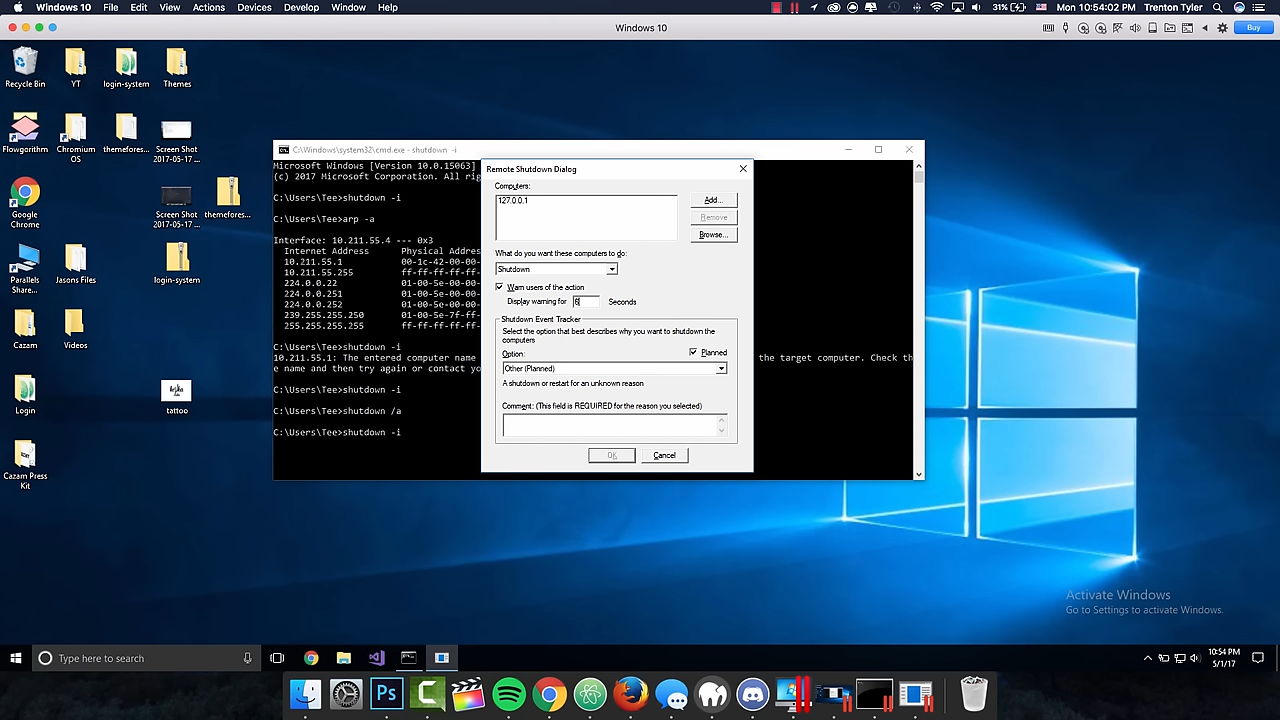 Windows 10 File Edit View Actions Devices Develop Window Help 31% Mon 10:54:02 PM Trenton Tyler
Windows 10 Buy
Recycle Bin YT login-system Themes
Flowgorithm Chromium OS themefores... Screen Shot 2017-05-17 ...
Google Chrome Screen Shot 2017-05-17 ... themefores...
Parallels Share... Jasons Files login-system
Cazam Videos
Login tattoo
Cazam Press Kit
C:\Windows\system32\cmd.exe - shutdown -i
Microsoft Windows [Version 10.0.15063]
(c) 2017 Microsoft Corporation. All rig
C:\Users\Tee>shutdown -i
C:\Users\Tee>arp -a
Interface: 10.211.55.4 --- 0x3
Internet Address Physical Addres
10.211.55.1 00-1c-42-00-00-
10.211.55.255 ff-ff-ff-ff-ff-
224.0.0.22 01-00-5e-00-00-
224.0.0.251 01-00-5e-00-00-
224.0.0.252 01-00-5e-00-00-
239.255.255.250 01-00-5e-7f-ff-
255.255.255.255 ff-ff-ff-ff-ff-
C:\Users\Tee>shutdown -i
10.211.55.1: The entered computer name the target computer. Check th
e name and then try again or contact yo
C:\Users\Tee>shutdown -i
C:\Users\Tee>shutdown /a
C:\Users\Tee>shutdown -i
Remote Shutdown Dialog
Computers:
127.0.0.1
Add...
Remove
Browse...
What do you want these computers to do:
Shutdown
Warn users of the action
Display warning for 6 Seconds
Shutdown Event Tracker
Select the option that best describes why you want to shutdown the
computers
Option: Planned
Other (Planned)
A shutdown or restart for an unknown reason
Comment: (This field is REQUIRED for the reason you selected)
OK Cancel
Activate Windows
Go to Settings to activate Windows.
Type here to search
10:54 PM
5/1/17
Ps